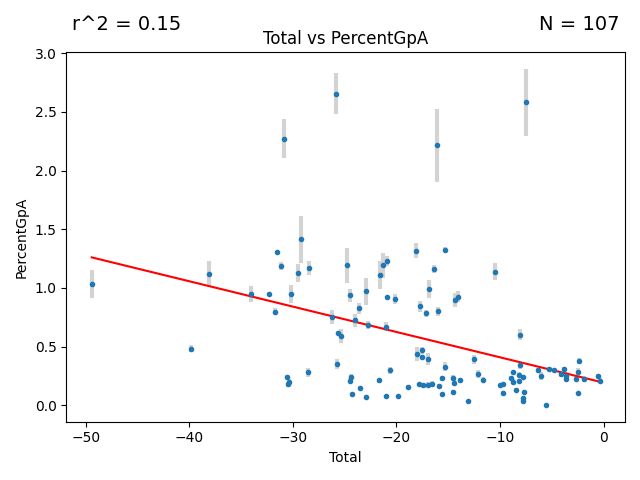 r^2 = 0.15
N = 107
Total vs PercentGpA
3.0
2.5
2.0
1.5
1.0
0.5
0.0
PercentGpA
−50
−40
−30
−20
−10
0
Total